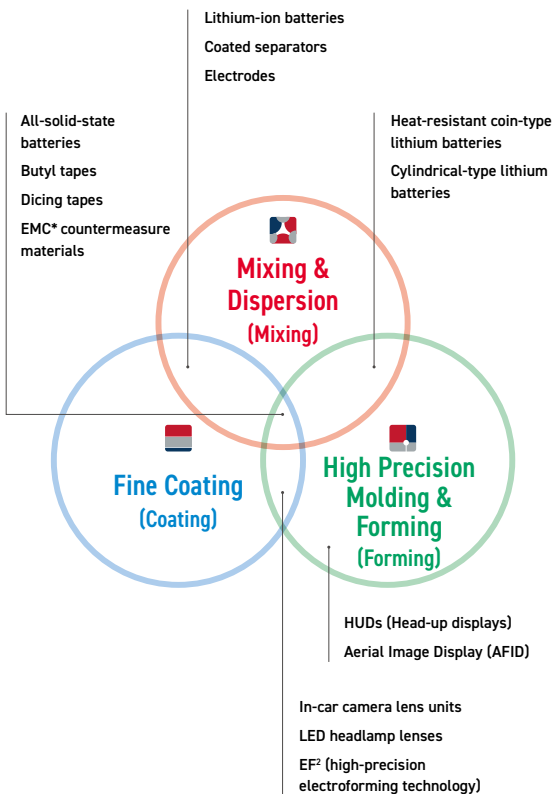 Lithium-ion batteries
Coated separators
Electrodes
All-solid-state
batteries
Butyl tapes
Dicing tapes
EMC* countermeasure
materials
Heat-resistant coin-type
lithium batteries
Cylindrical-type lithium
batteries
Mixing &
Dispersion
(Mixing)
Fine Coating
(Coating)
High Precision
Molding &
Forming
(Forming)
HUDs (Head-up displays)
Aerial Image Display (AFID)
In-car camera lens units
LED headlamp lenses
EF² (high-precision
electroforming technology)